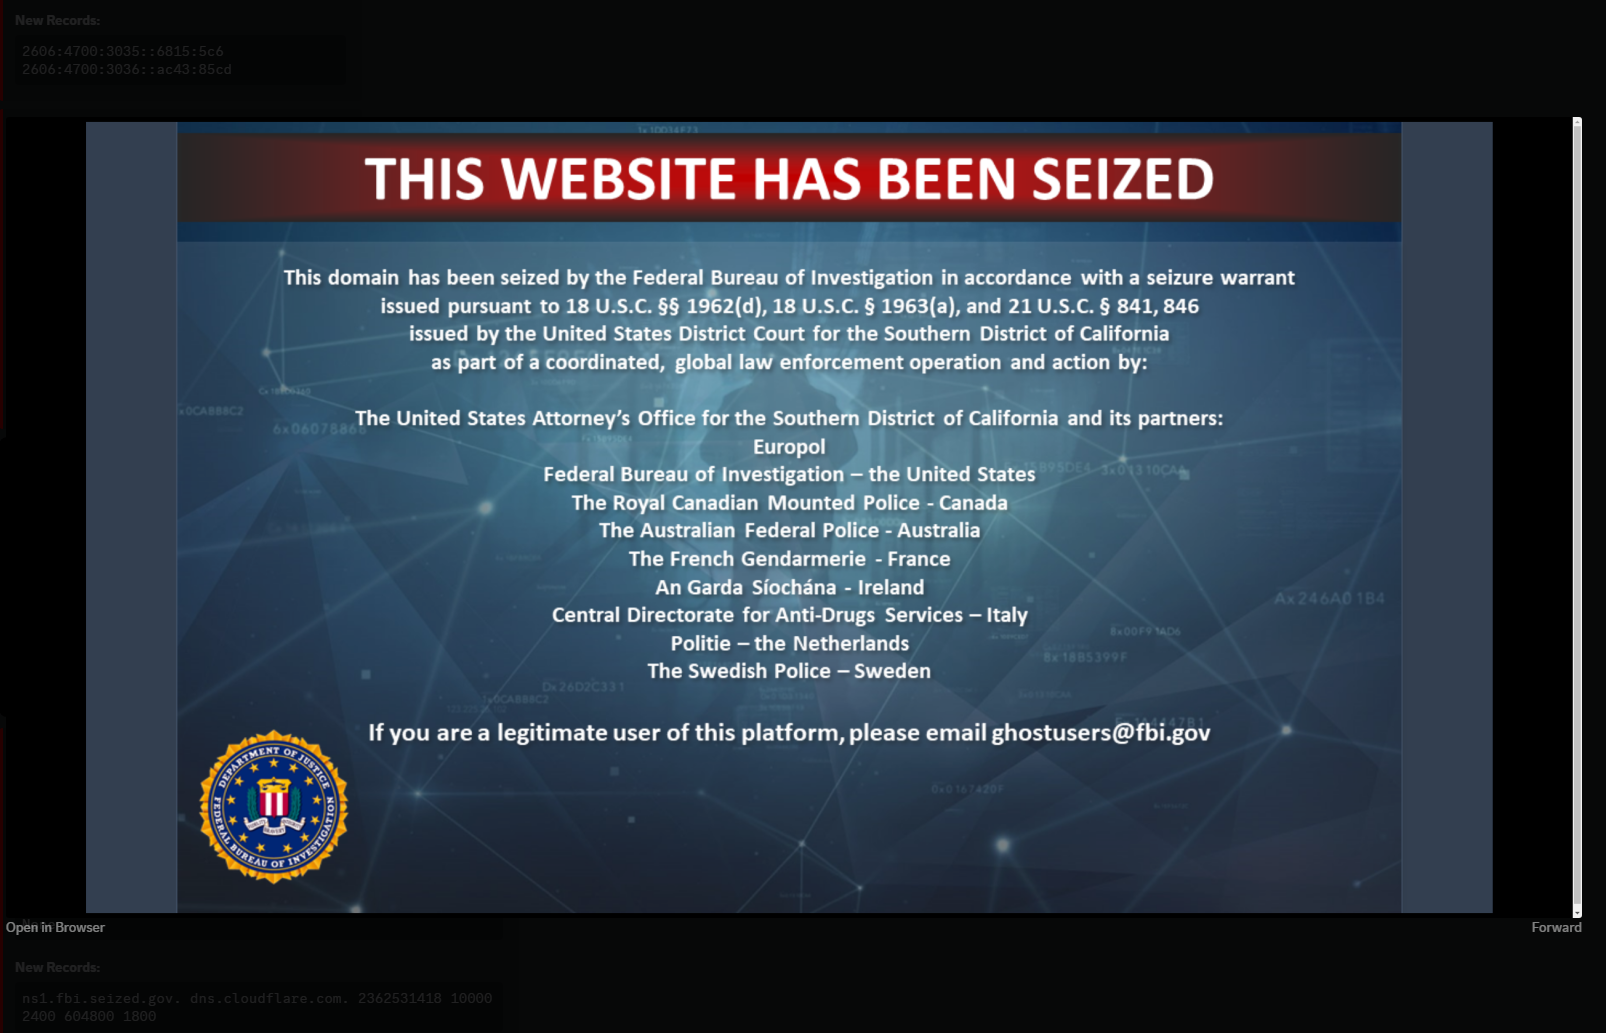 New Records:
2606:4700:3035::6815:5c6
2606:4700:3036::ac43:85cd
THIS WEBSITE HAS BEEN SEIZED
This domain has been seized by the Federal Bureau of Investigation in accordance with a seizure warrant
issued pursuant to 18 U.S.C. §§ 1962(d), 18 U.S.C. § 1963(a), and 21 U.S.C. § 841, 846
issued by the United States District Court for the Southern District of California
as part of a coordinated, global law enforcement operation and action by:
The United States Attorney’s Office for the Southern District of California and its partners:
Europol
Federal Bureau of Investigation – the United States
The Royal Canadian Mounted Police - Canada
The Australian Federal Police - Australia
The French Gendarmerie - France
An Garda Síochána - Ireland
Central Directorate for Anti-Drugs Services – Italy
Politie – the Netherlands
The Swedish Police – Sweden
If you are a legitimate user of this platform, please email ghostusers@fbi.gov
DEPARTMENT OF JUSTICE
FEDERAL BUREAU OF INVESTIGATION
x0CABB8C2
6x06078868
3x01310CAA
Ax246A01B4
8x00F91AD6
8x18B5399F
Dx26D2C331
0x0167420F
Open in Browser
Forward
New Records:
ns1.fbi.seized.gov. dns.cloudflare.com. 2362531418 10000
2400 604800 1800